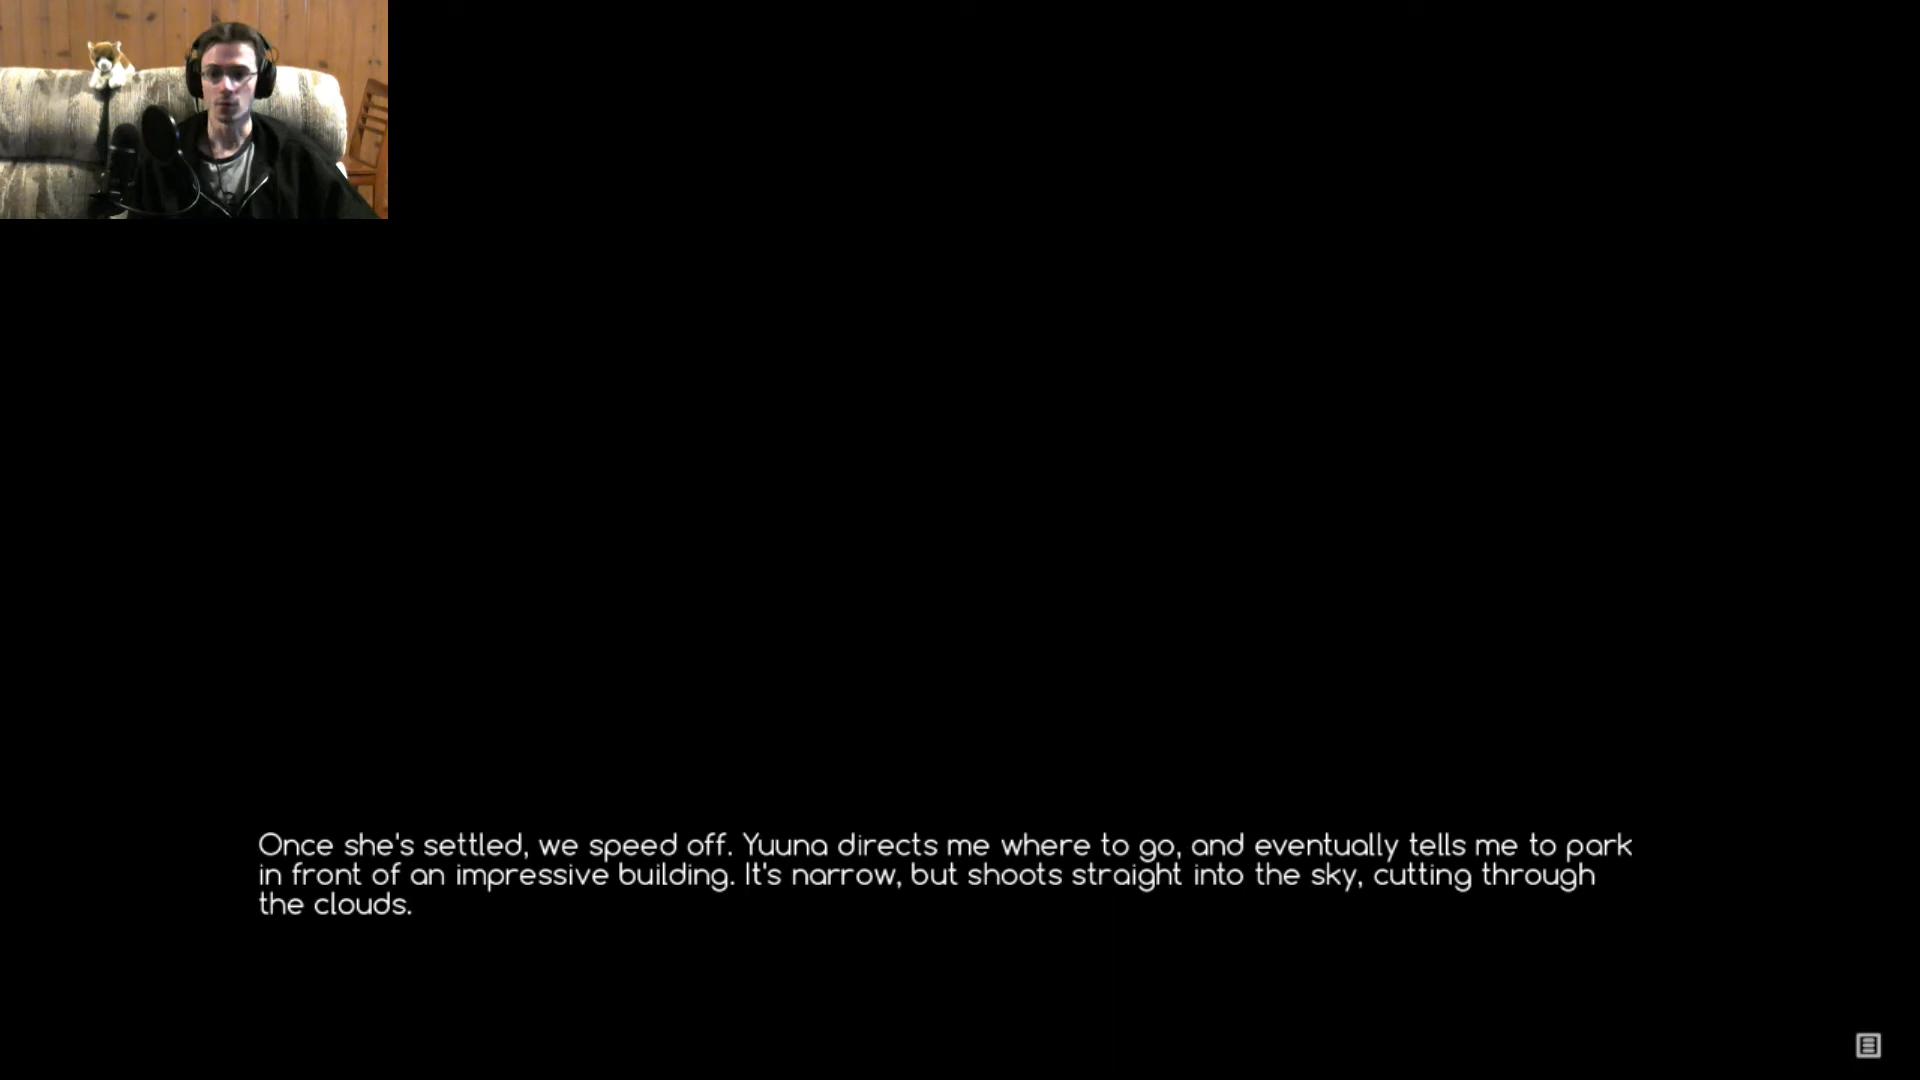 Once she's settled, we speed off. Yuuna directs me where to go, and eventually tells me to park
in front of an impressive building. It's narrow, but shoots straight into the sky, cutting through
the clouds.